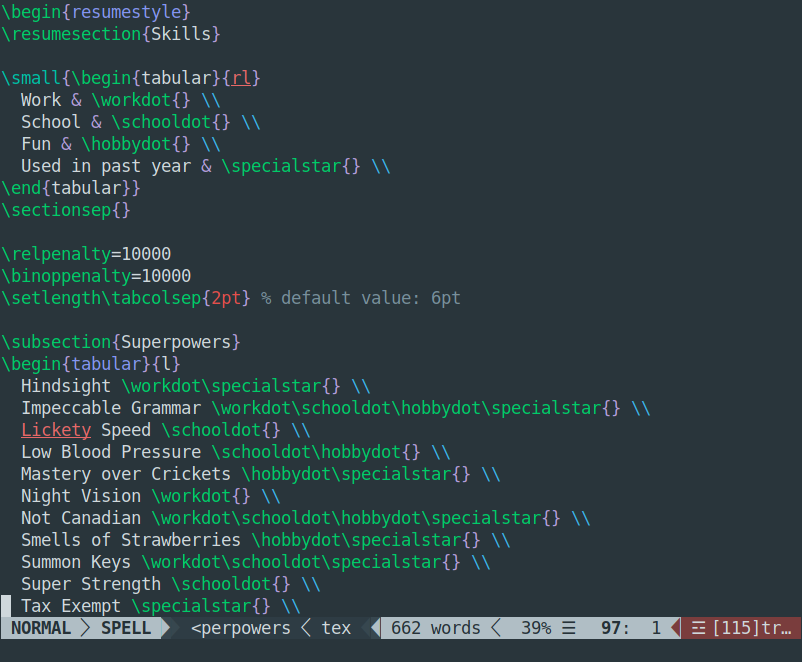 \begin{resumestyle}
\resumesection{Skills}

\small{\begin{tabular}{rl}
  Work & \workdot{} \\
  School & \schooldot{} \\
  Fun & \hobbydot{} \\
  Used in past year & \specialstar{} \\
\end{tabular}}
\sectionsep{}

\relpenalty=10000
\binoppenalty=10000
\setlength\tabcolsep{2pt} % default value: 6pt

\subsection{Superpowers}
\begin{tabular}{l}
  Hindsight \workdot\specialstar{} \\
  Impeccable Grammar \workdot\schooldot\hobbydot\specialstar{} \\
  Lickety Speed \schooldot{} \\
  Low Blood Pressure \schooldot\hobbydot{} \\
  Mastery over Crickets \hobbydot\specialstar{} \\
  Night Vision \workdot{} \\
  Not Canadian \workdot\schooldot\hobbydot\specialstar{} \\
  Smells of Strawberries \hobbydot\specialstar{} \\
  Summon Keys \workdot\schooldot\specialstar{} \\
  Super Strength \schooldot{} \\
  Tax Exempt \specialstar{} \\
NORMAL SPELL <perpowers tex 662 words 39% ☰ 97: 1 ☲ [115]tr…